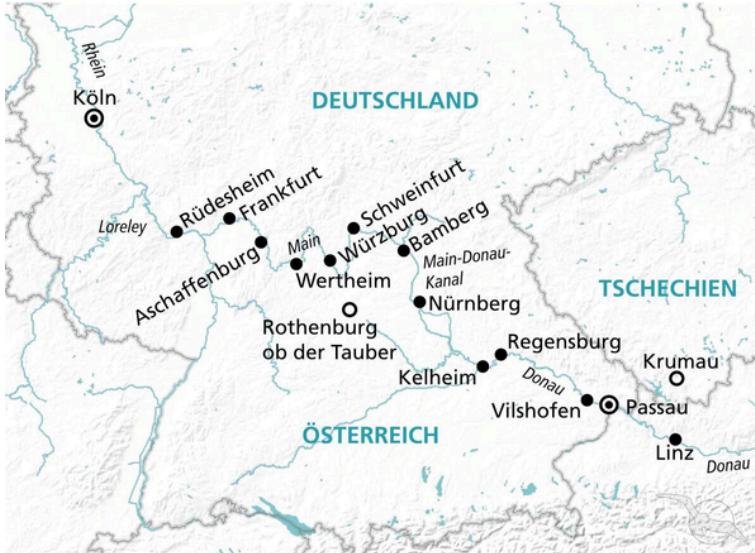 Rhein
Köln
DEUTSCHLAND
Rüdesheim
Frankfurt
Schweinfurt
Loreley
Main
Würzburg
Bamberg
Aschaffenburg
Wertheim
Main-Donau-
Kanal
TSCHECHIEN
Nürnberg
Rothenburg
ob der Tauber
Regensburg
Krumau
Kelheim
Donau
Vilshofen
Passau
ÖSTERREICH
Linz
Donau